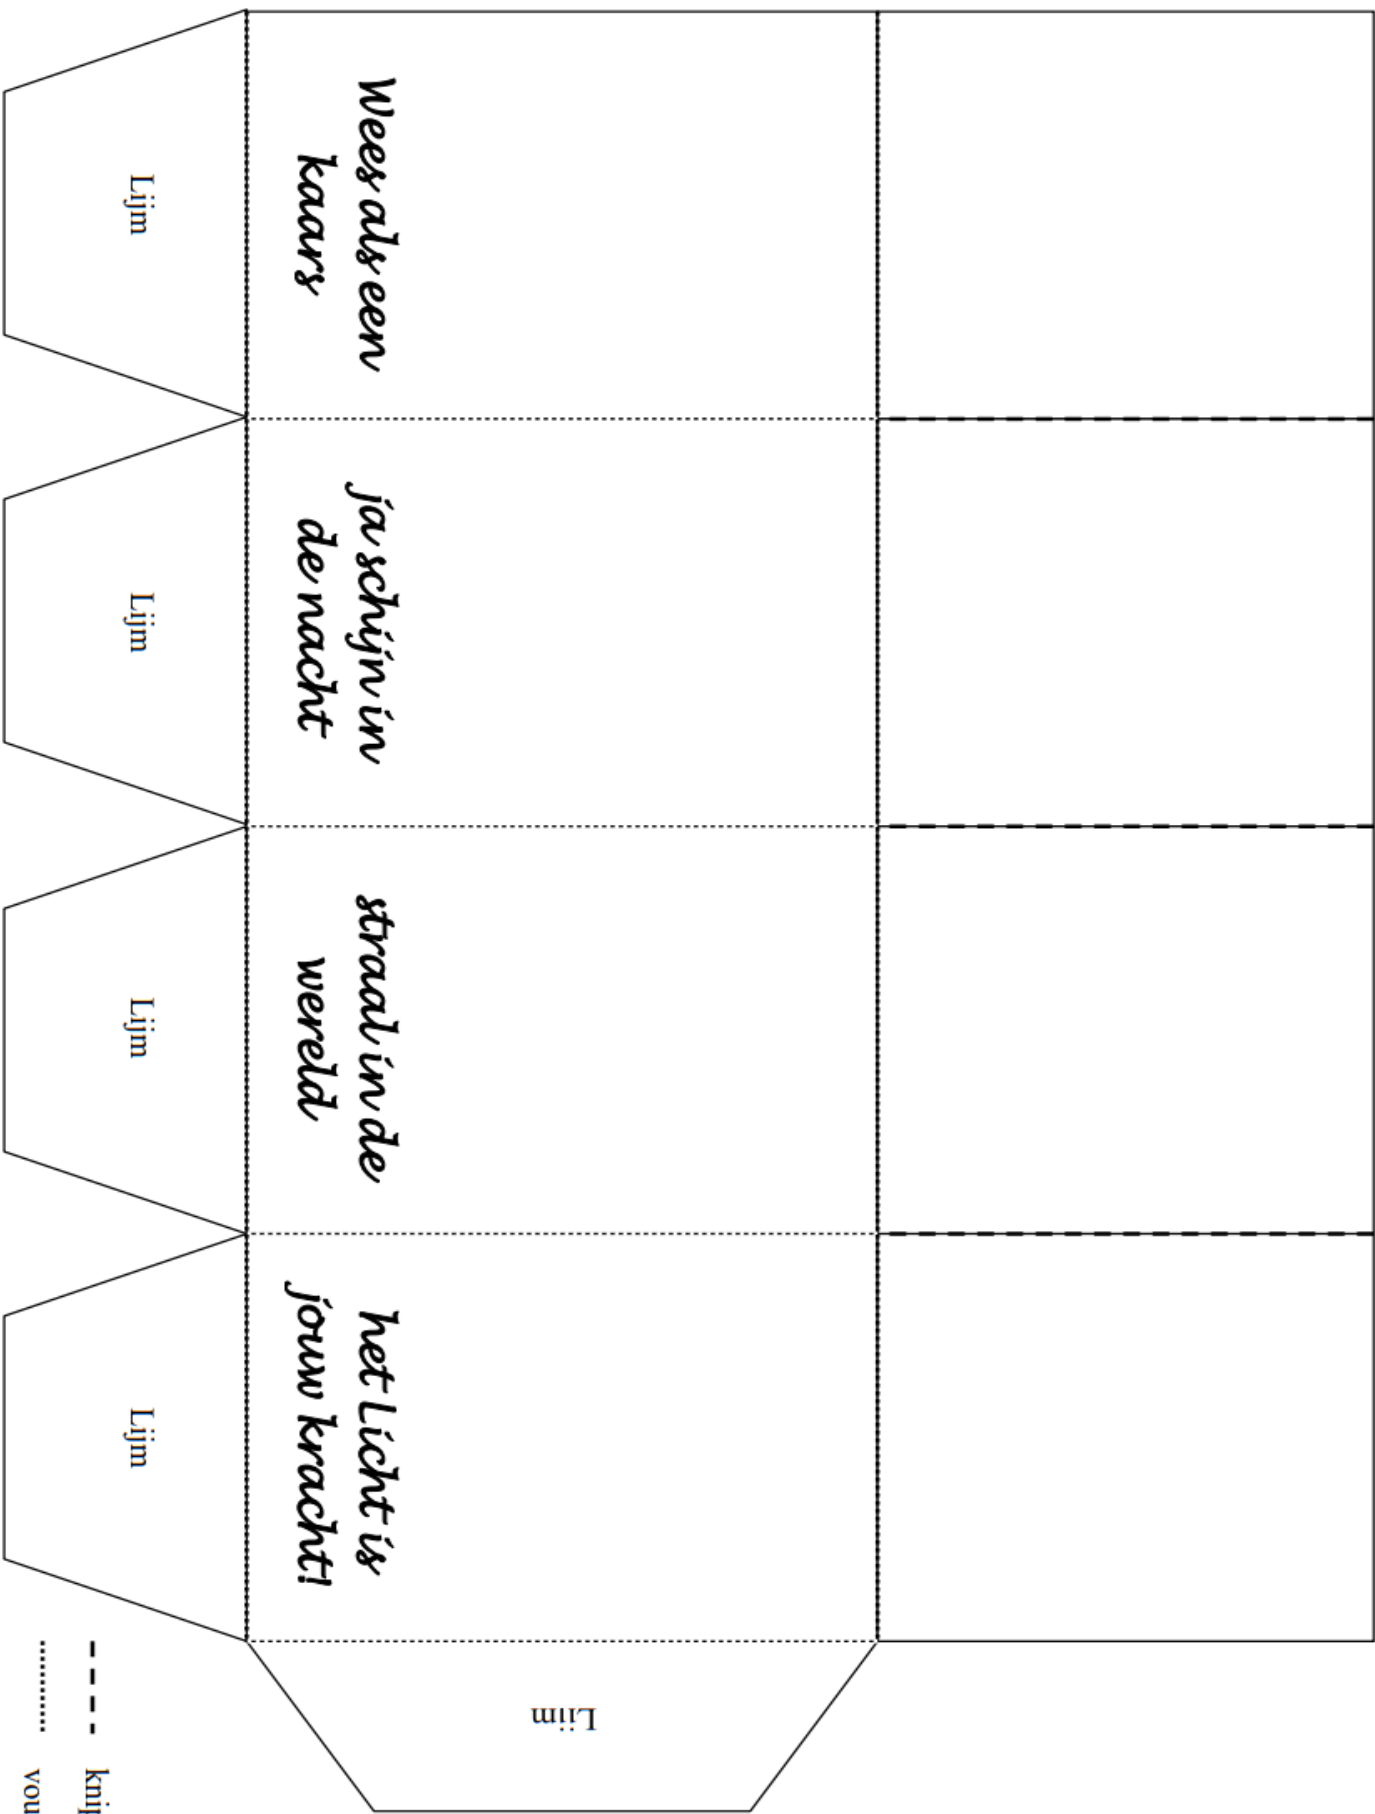 Wees als een
kaars
ja schijn in
de nacht
straal in de
wereld
het Licht is
jouw kracht!
Lijm
Lijm
Lijm
Lijm
Lijm